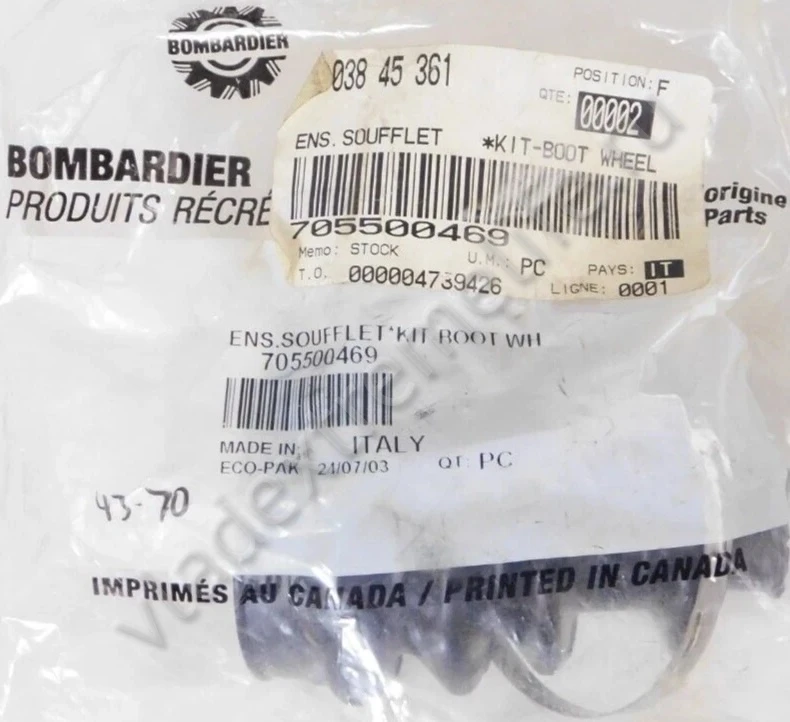 BOMBARDIER
038 45 361
POSITION: F
QTE: 00002
ENS. SOUFFLET *KIT-BOOT WHEEL
BOMBARDIER
PRODUITS RÉCRÉ
origine
Parts
705500469
Memo: STOCK U.M.: PC PAYS: IT
T.O. 000004739426 LIGNE: 0001
ENS.SOUFFLET*KIT BOOT WH
705500469
MADE IN: ITALY
ECO-PAK 24/07/03 QT: PC
43-70
IMPRIMÉS AU CANADA / PRINTED IN CANADA